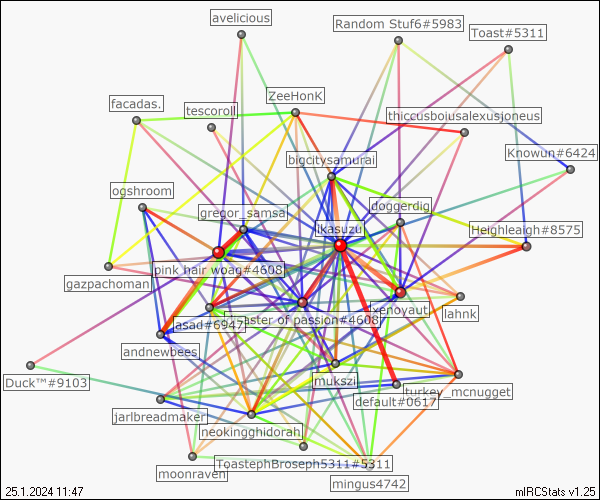 avelicious
Random Stuf6#5983
Toast#5311
ZeeHonK
facadas.
tescoroll
thiccusboiusalexusjoneus
bigcitysamurai
Knowun#6424
ogshroom
doggerdig
gregor_samsa
ikasuzu
Heighleaigh#8575
pink hair woag#4608
gazpachoman
xenoyaut
lahnk
jasad#6947
aster of passion#4608
andnewbees
mukszi
Duck™#9103
turkey_mcnugget
default#0617
jarlbreadmaker
neokingghidorah
ToastephBroseph5311#5311
moonraven
mingus4742
25.1.2024 11:47
mIRCStats v1.25